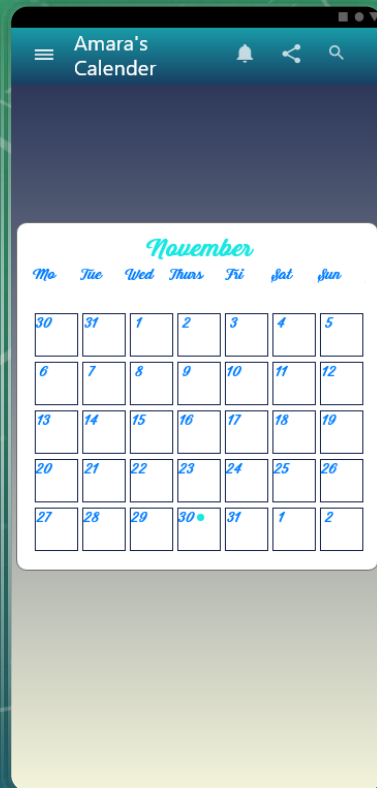 Amara's
Calender
November
Mo Tue Wed Thurs Fri Sat Sun
30 31 1 2 3 4 5
6 7 8 9 10 11 12
13 14 15 16 17 18 19
20 21 22 23 24 25 26
27 28 29 30 31 1 2